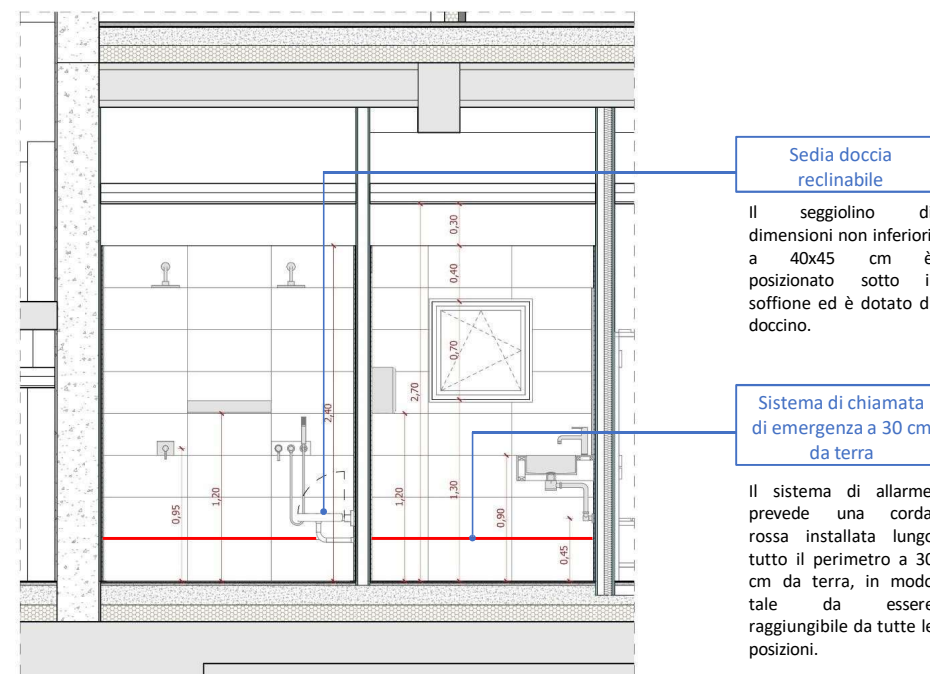 Sedia doccia
reclinabile
Il seggiolino di
dimensioni non inferiori
a 40x45 cm è
posizionato sotto i
soffione ed è dotato d
doccino.
Sistema di chiamata
di emergenza a 30 cm
da terra
Il sistema di allarme
prevede una corda
rossa installata lungo
tutto il perimetro a 30
cm da terra, in modo
tale da essere
raggiungibile da tutte le
posizioni.
0,30
0,40
0,70
2,70
2,40
1,20
0,95
1,20
1,30
0,90
0,45